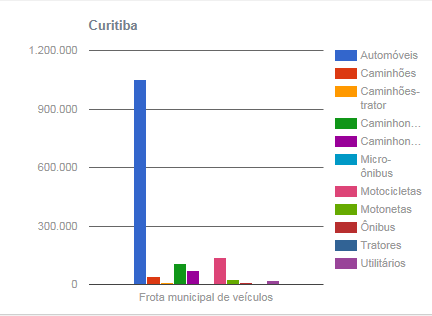 Curitiba
1.200.000
900.000
600.000
300.000
0
Frota municipal de veículos
Automóveis
Caminhões
Caminhões-
trator
Caminhon...
Caminhon...
Micro-
ônibus
Motocicletas
Motonetas
Ônibus
Tratores
Utilitários